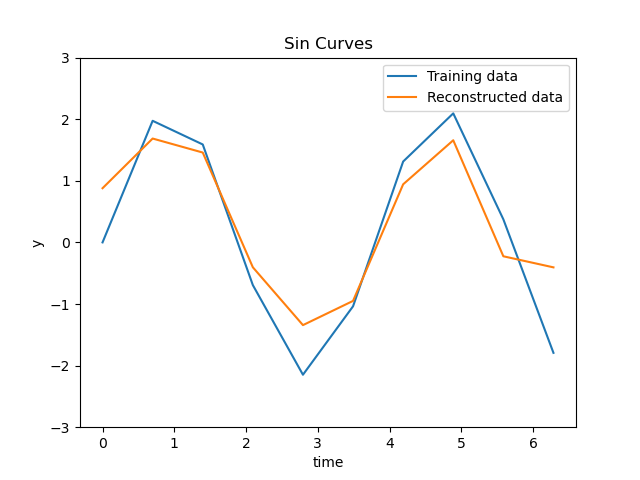 Sin Curves
Training data
Reconstructed data
3
2
1
0
−1
−2
−3
y
0
1
2
3
4
5
6
time